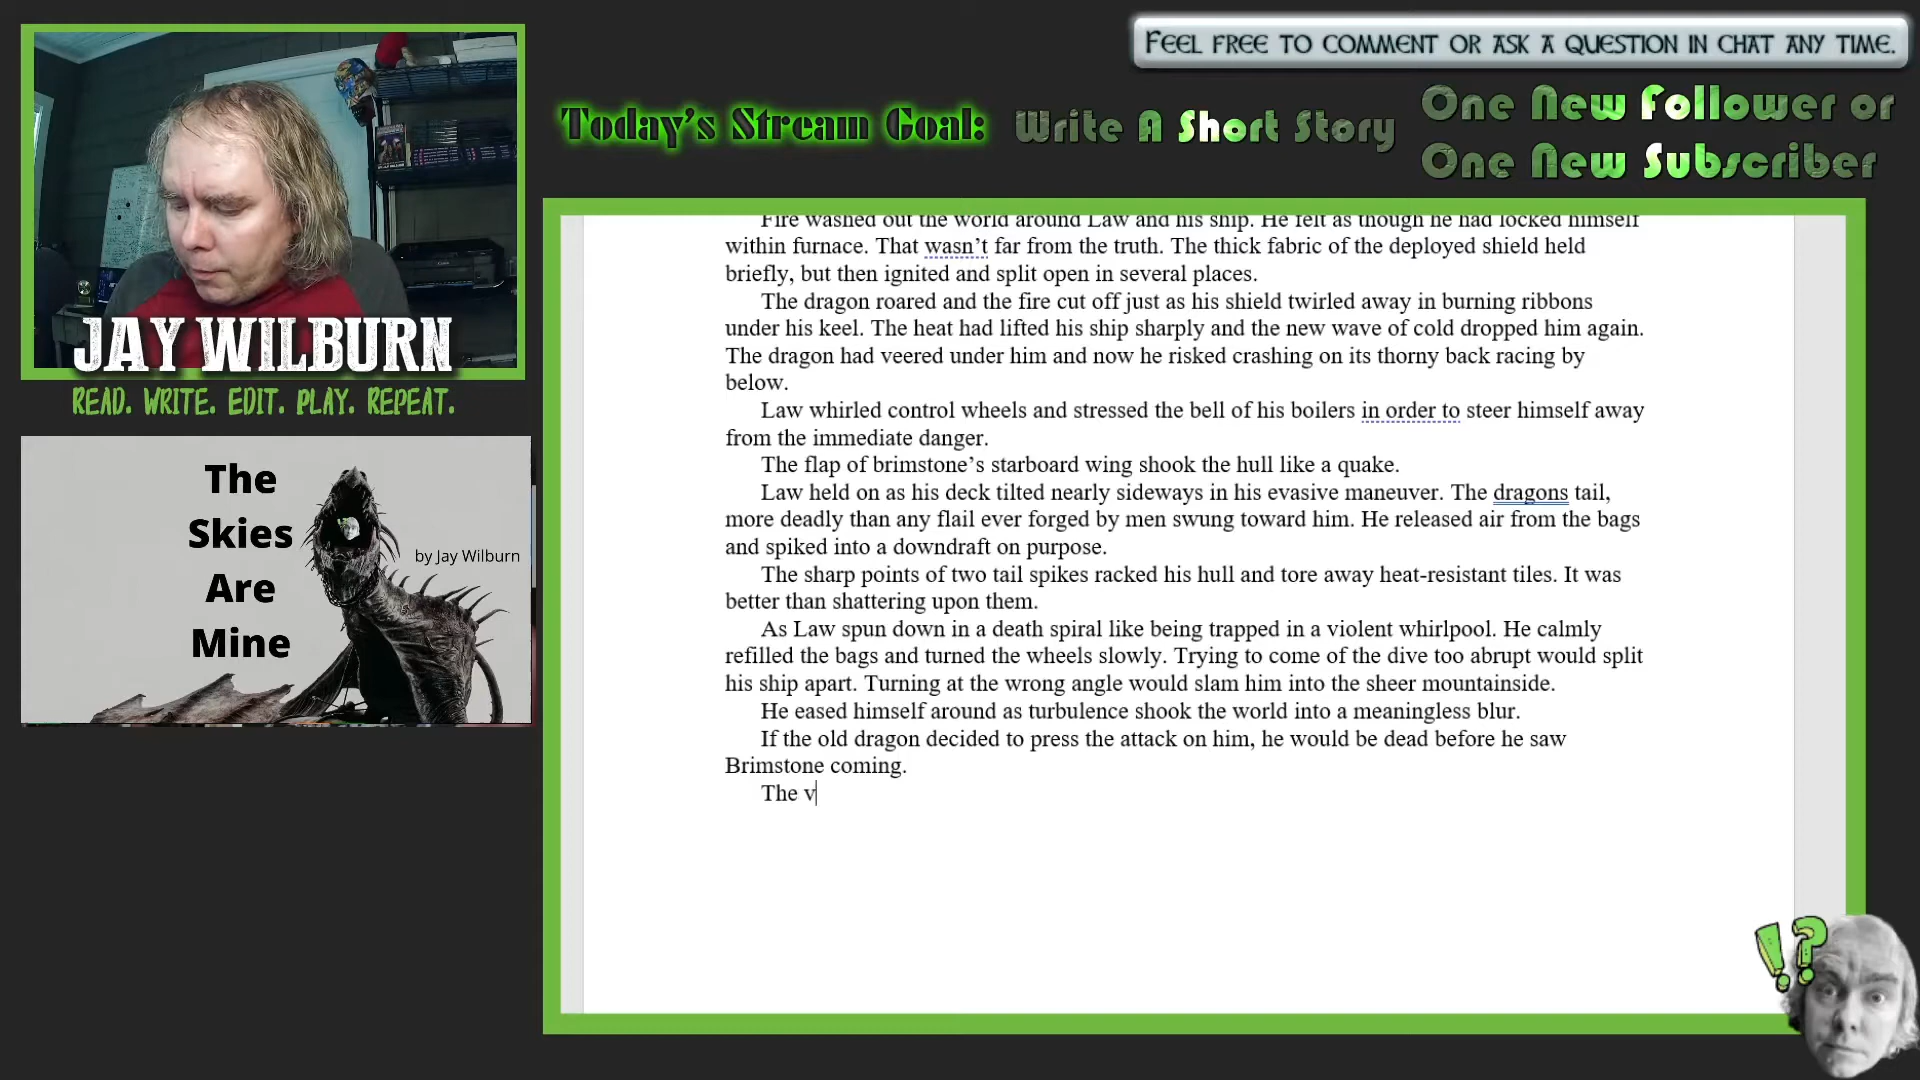 FEEL FREE TO COMMENT OR ASK A QUESTION IN CHAT ANY TIME.
Today's Stream Goal:
Write A Short Story
One New Follower or
One New Subscriber
JAY WILBURN
READ. WRITE. EDIT. PLAY. REPEAT.
The
Skies
Are
Mine
by Jay Wilburn
Fire washed out the world around Law and his ship. He felt as though he had locked himself
within furnace. That wasn’t far from the truth. The thick fabric of the deployed shield held
briefly, but then ignited and split open in several places.
The dragon roared and the fire cut off just as his shield twirled away in burning ribbons
under his keel. The heat had lifted his ship sharply and the new wave of cold dropped him again.
The dragon had veered under him and now he risked crashing on its thorny back racing by
below.
Law whirled control wheels and stressed the bell of his boilers in order to steer himself away
from the immediate danger.
The flap of brimstone’s starboard wing shook the hull like a quake.
Law held on as his deck tilted nearly sideways in his evasive maneuver. The dragons tail,
more deadly than any flail ever forged by men swung toward him. He released air from the bags
and spiked into a downdraft on purpose.
The sharp points of two tail spikes racked his hull and tore away heat-resistant tiles. It was
better than shattering upon them.
As Law spun down in a death spiral like being trapped in a violent whirlpool. He calmly
refilled the bags and turned the wheels slowly. Trying to come of the dive too abrupt would split
his ship apart. Turning at the wrong angle would slam him into the sheer mountainside.
He eased himself around as turbulence shook the world into a meaningless blur.
If the old dragon decided to press the attack on him, he would be dead before he saw
Brimstone coming.
The v
!?